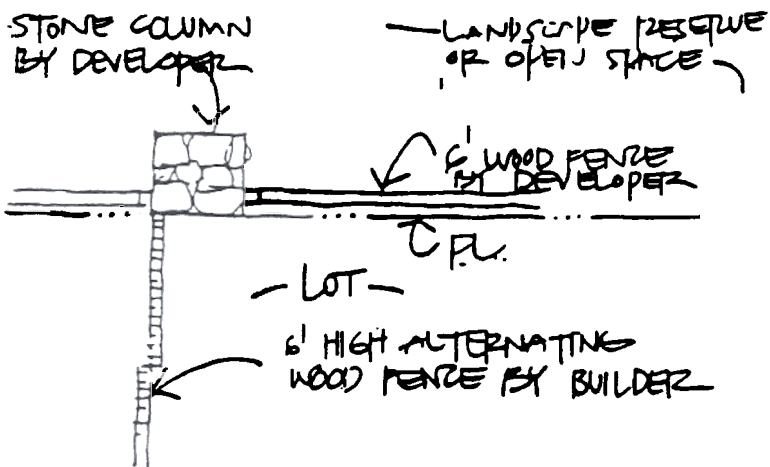 STONE COLUMN
BY DEVELOPER
LANDSCAPE RESERVE
OR OPEN SPACE
6' WOOD FENCE
BY DEVELOPER
P.L.
- LOT -
6' HIGH ALTERNATING
WOOD FENCE BY BUILDER